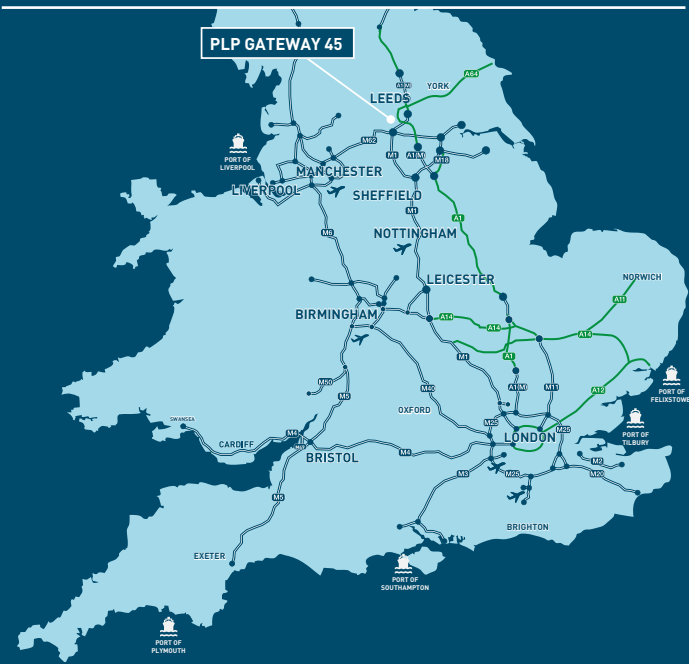 PLP GATEWAY 45
A64
YORK
A1(M)
LEEDS
M62
M1
A1(M)
M18
PORT OF
LIVERPOOL
MANCHESTER
LIVERPOOL
SHEFFIELD
M1
A1
M6
NOTTINGHAM
LEICESTER
NORWICH
A11
BIRMINGHAM
A14
A14
A14
A1
M1
M50
M5
M40
A1(M)
M11
A12
PORT OF
FELIXSTOWE
OXFORD
SWANSEA
M4
CARDIFF
M25
M25
PORT OF
TILBURY
LONDON
BRISTOL
M4
M3
M25
M2
M20
M5
BRIGHTON
EXETER
PORT OF
SOUTHAMPTON
PORT OF
PLYMOUTH